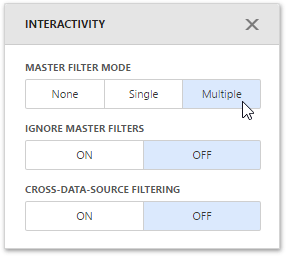 INTERACTIVITY
MASTER FILTER MODE
None Single Multiple
IGNORE MASTER FILTERS
ON OFF
CROSS-DATA-SOURCE FILTERING
ON OFF